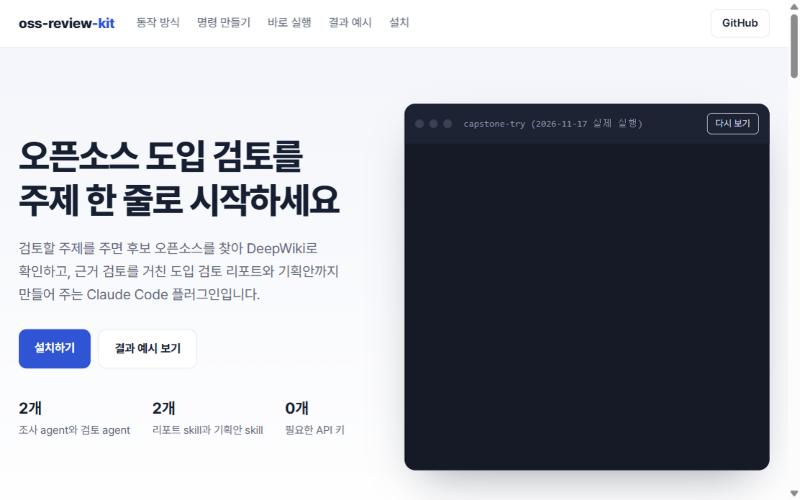 oss-review-kit 동작 방식 명령 만들기 바로 실행 결과 예시 설치 GitHub
오픈소스 도입 검토를
주제 한 줄로 시작하세요
검토할 주제를 주면 후보 오픈소스를 찾아 DeepWiki로
확인하고, 근거 검토를 거친 도입 검토 리포트와 기획안까지
만들어 주는 Claude Code 플러그인입니다.
설치하기 결과 예시 보기
2개 2개 0개
조사 agent와 검토 agent 리포트 skill과 기획안 skill 필요한 API 키
capstone-try (2026-11-17 실제 실행) 다시 보기